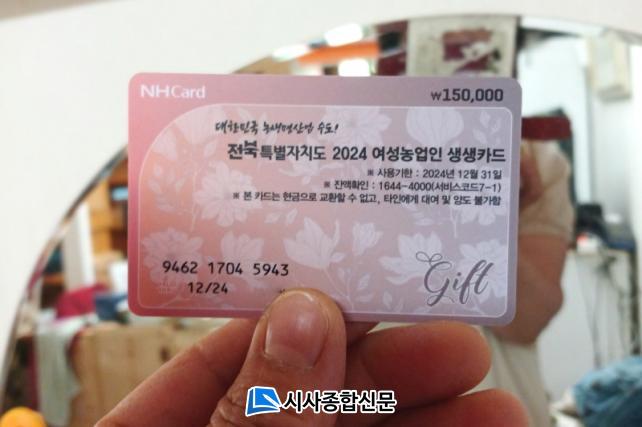 NHCard
₩150,000
대한민국 농생명산업 수도!
전북특별자치도 2024 여성농업인 생생카드
※ 사용기한 : 2024년 12월 31일
※ 잔액확인 : 1644-4000(서비스코드7-1)
※ 본 카드는 현금으로 교환할 수 없고, 타인에게 대여 및 양도 불가함
9462 1704 5943
12/24
Gift
시사종합신문